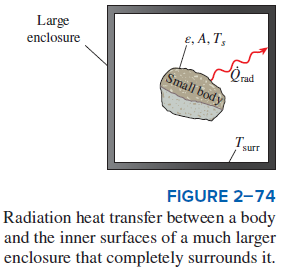 Large
enclosure
ε, A, Tₛ
Q̇rad
Small body
Tsurr
FIGURE 2–74
Radiation heat transfer between a body
and the inner surfaces of a much larger
enclosure that completely surrounds it.